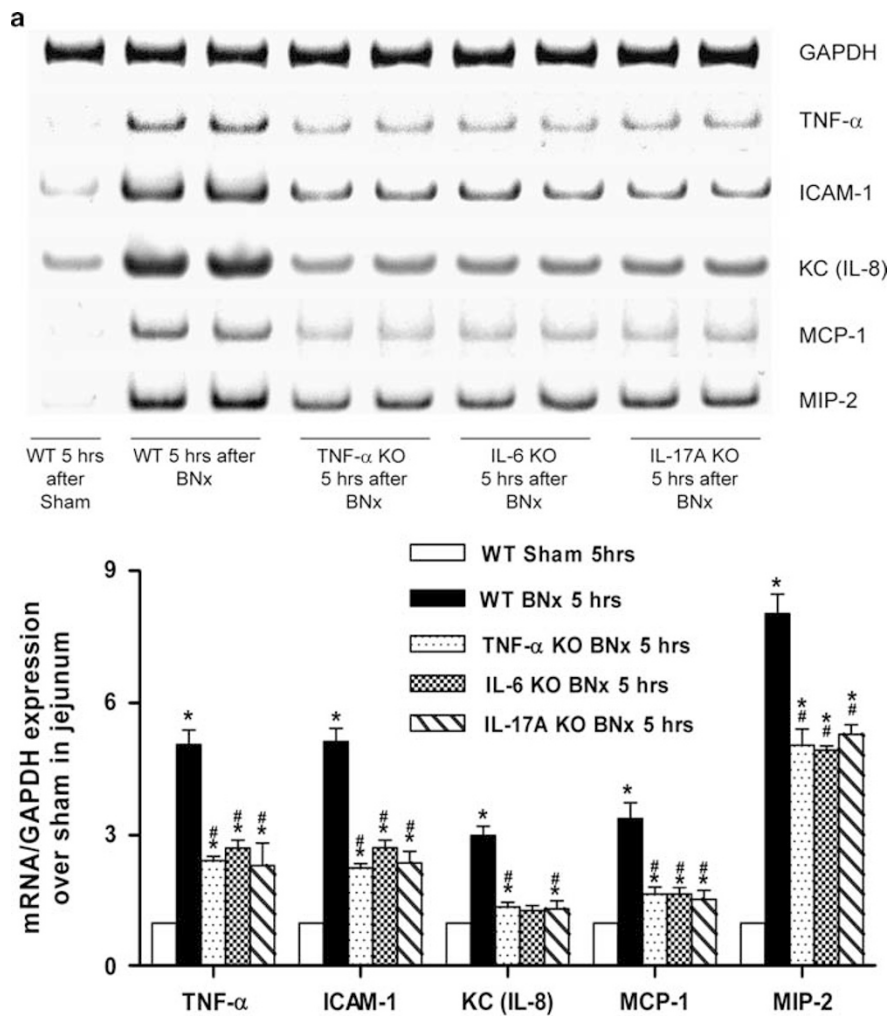 a
GAPDH
TNF-α
ICAM-1
KC (IL-8)
MCP-1
MIP-2
WT 5 hrs
after
Sham
WT 5 hrs after
BNx
TNF-α KO
5 hrs after
BNx
IL-6 KO
5 hrs after
BNx
IL-17A KO
5 hrs after
BNx
mRNA/GAPDH expression
over sham in jejunum
9
6
3
0
WT Sham 5hrs
WT BNx 5 hrs
TNF-α KO BNx 5 hrs
IL-6 KO BNx 5 hrs
IL-17A KO BNx 5 hrs
* #* #* #*
* #* #* #*
* #* #*
* #* #* #*
* *# *# *#
TNF-α
ICAM-1
KC (IL-8)
MCP-1
MIP-2